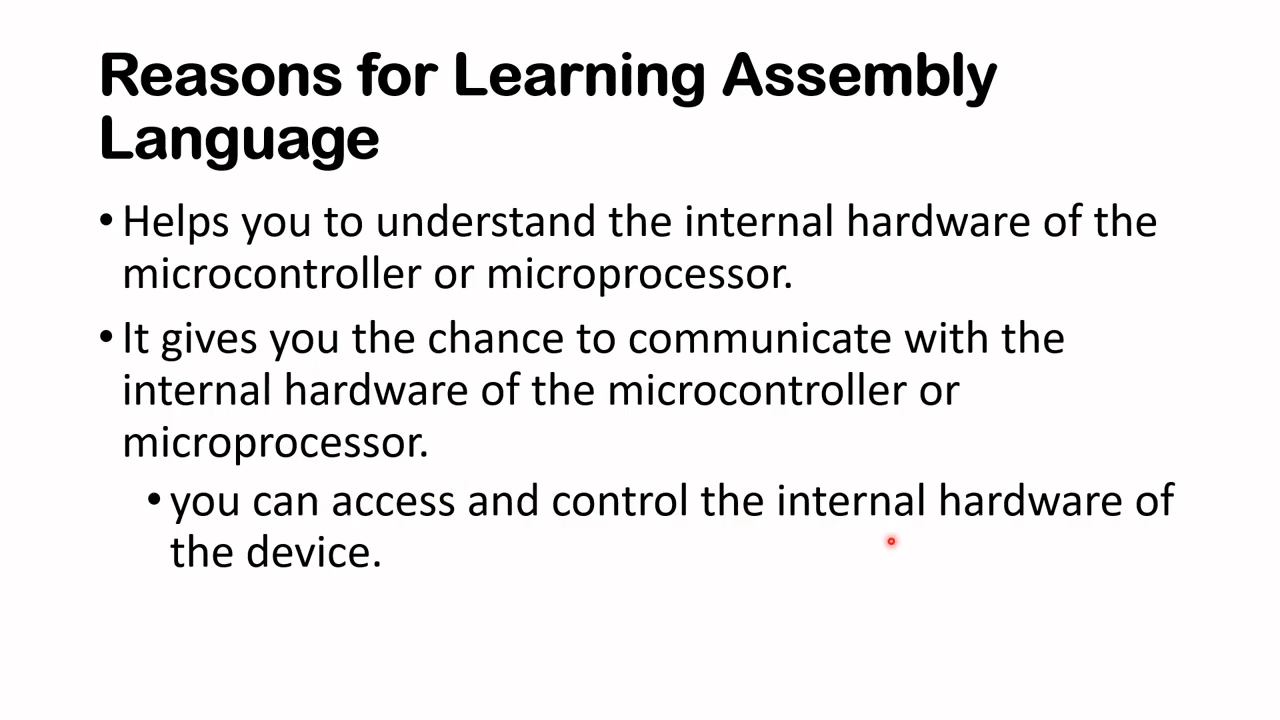 Reasons for Learning Assembly
Language
• Helps you to understand the internal hardware of the
microcontroller or microprocessor.
• It gives you the chance to communicate with the
internal hardware of the microcontroller or
microprocessor.
• you can access and control the internal hardware of
the device.